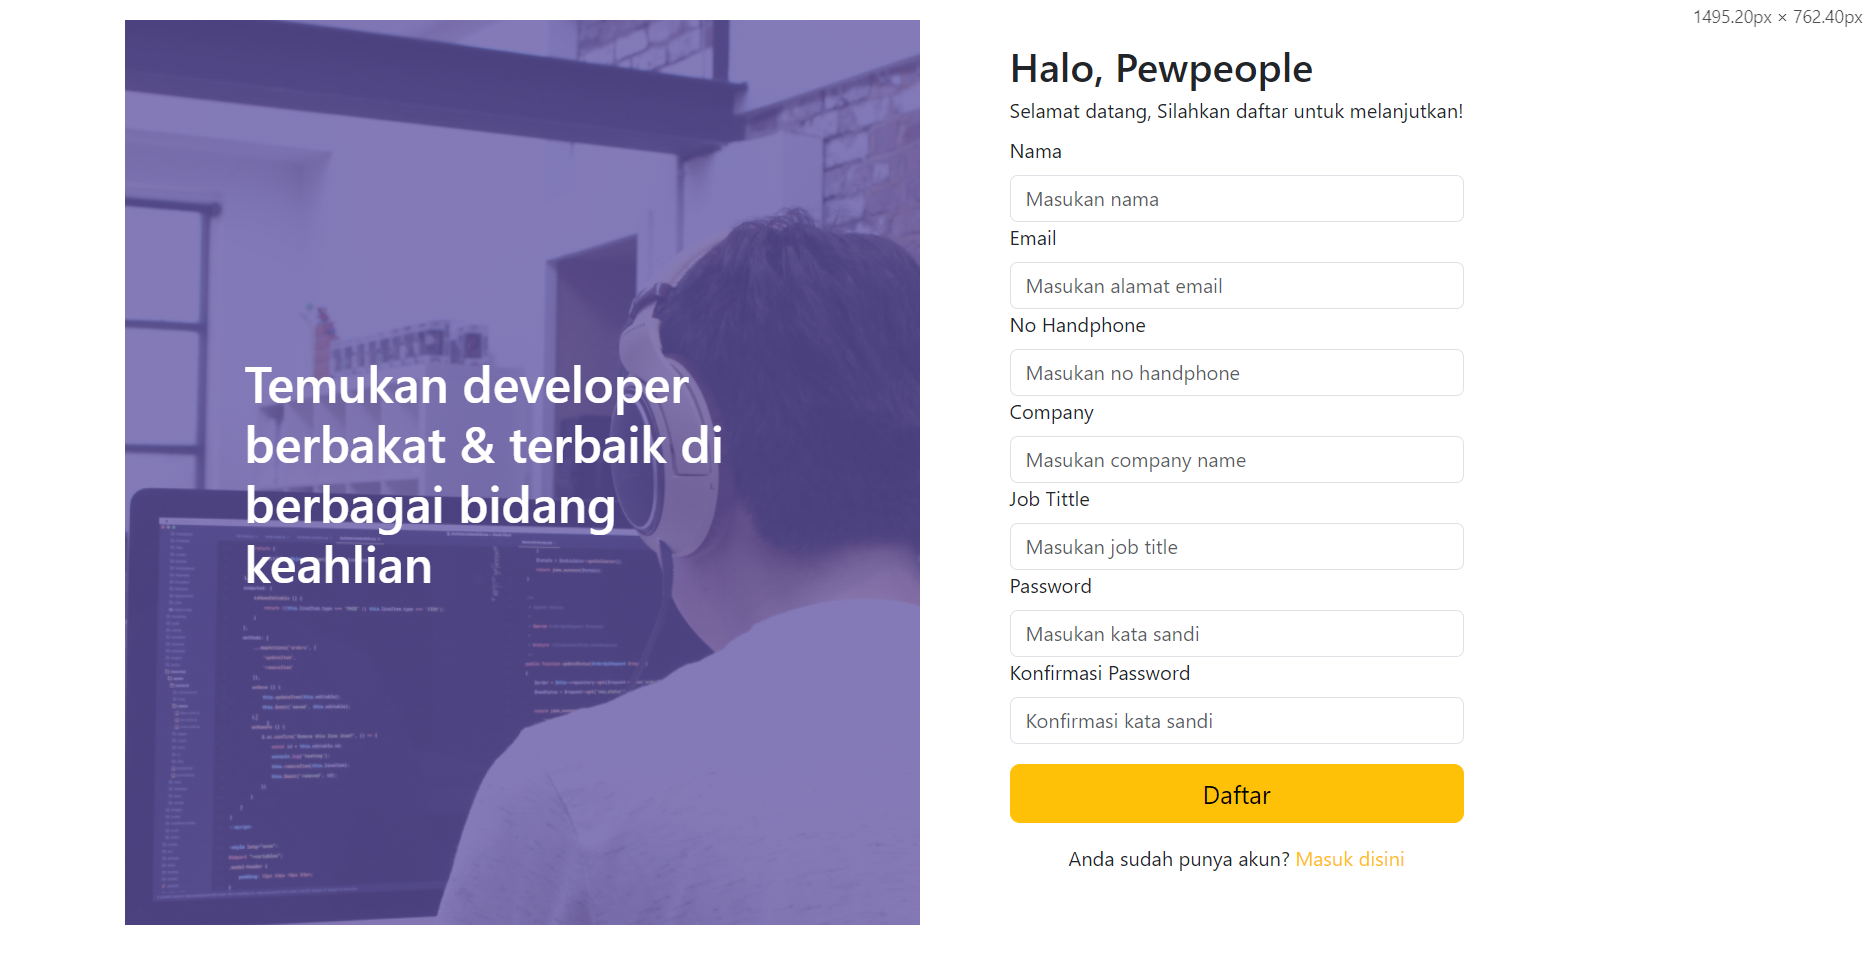 1495.20px × 762.40px
Halo, Pewpeople
Selamat datang, Silahkan daftar untuk melanjutkan!
Nama
Masukan nama
Email
Masukan alamat email
No Handphone
Masukan no handphone
Company
Masukan company name
Job Tittle
Masukan job title
Password
Masukan kata sandi
Konfirmasi Password
Konfirmasi kata sandi
Daftar
Anda sudah punya akun? Masuk disini
Temukan developer
berbakat & terbaik di
berbagai bidang
keahlian